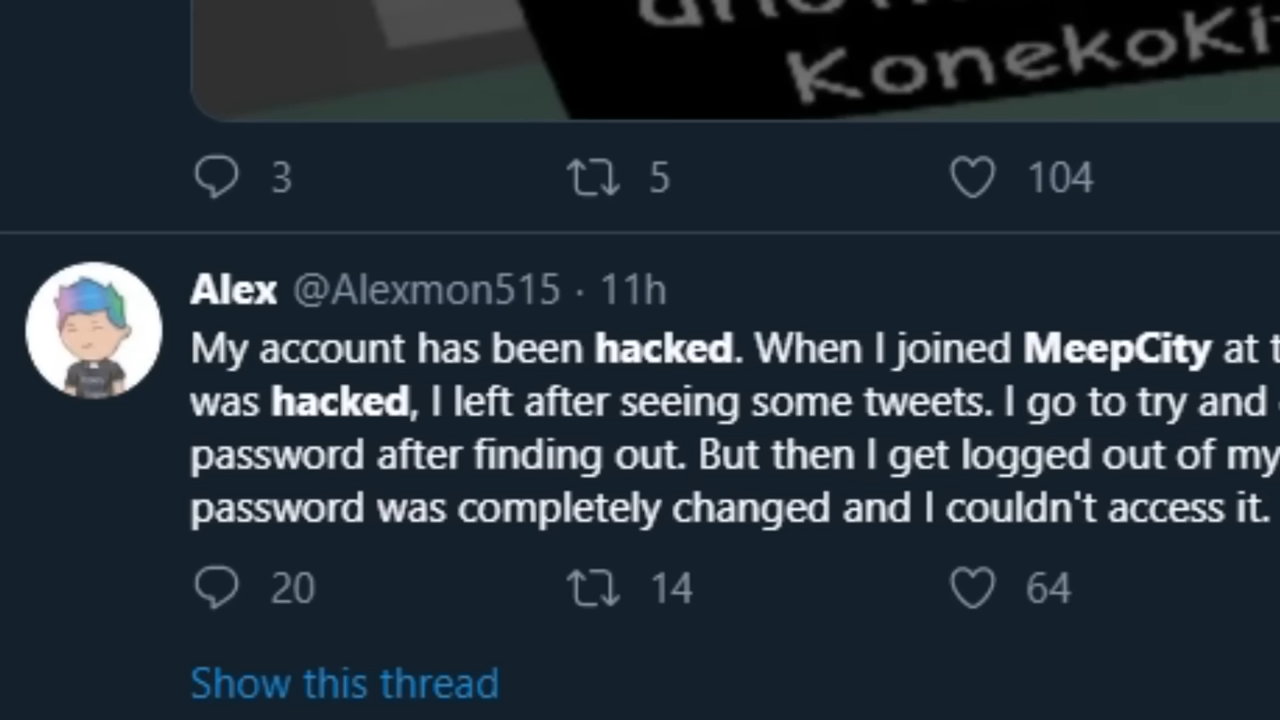 KonekoKi
3 5 104
Alex @Alexmon515 · 11h
My account has been hacked. When I joined MeepCity at t
was hacked, I left after seeing some tweets. I go to try and
password after finding out. But then I get logged out of my
password was completely changed and I couldn't access it.
20 14 64
Show this thread